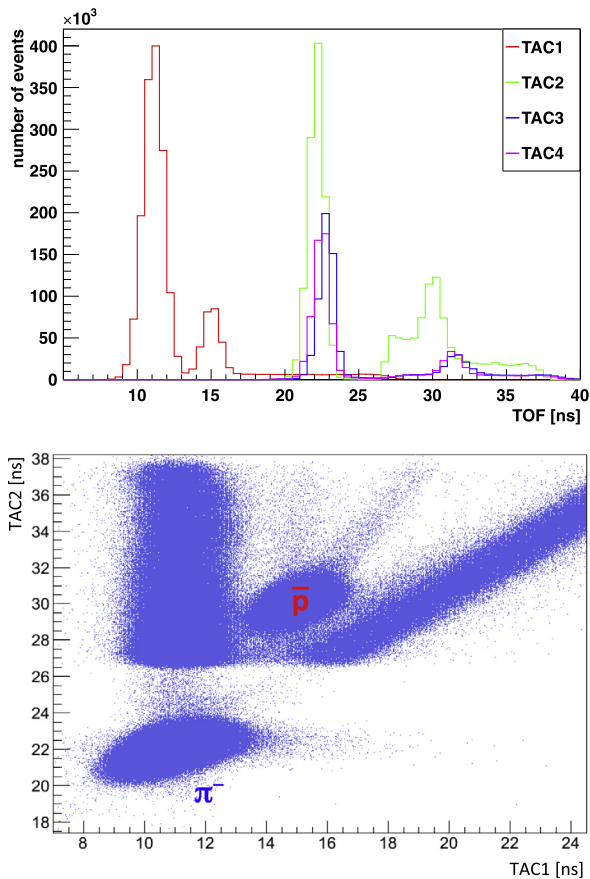 ×10³
400
350
300
250
200
150
100
50
0
number of events
TAC1
TAC2
TAC3
TAC4
10 15 20 25 30 35 40
TOF [ns]
TAC2 [ns]
38
36
34
32
30
28
26
24
22
20
18
p̅
π⁻
8 10 12 14 16 18 20 22 24
TAC1 [ns]